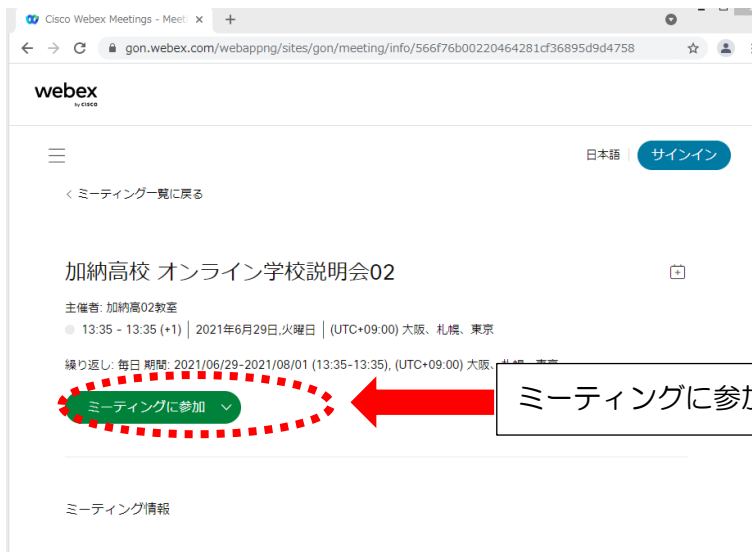 Cisco Webex Meetings - Meet
gon.webex.com/webappng/sites/gon/meeting/info/566f76b00220464281cf36895d9d4758
webex
by CISCO
日本語 サインイン
< ミーティング一覧に戻る
加納高校 オンライン学校説明会02
主催者: 加納高02教室
13:35 - 13:35 (+1) | 2021年6月29日,火曜日 | (UTC+09:00) 大阪、札幌、東京
繰り返し: 毎日 期間: 2021/06/29-2021/08/01 (13:35-13:35), (UTC+09:00) 大阪、札幌、東京
ミーティングに参加
ミーティングに参
ミーティング情報